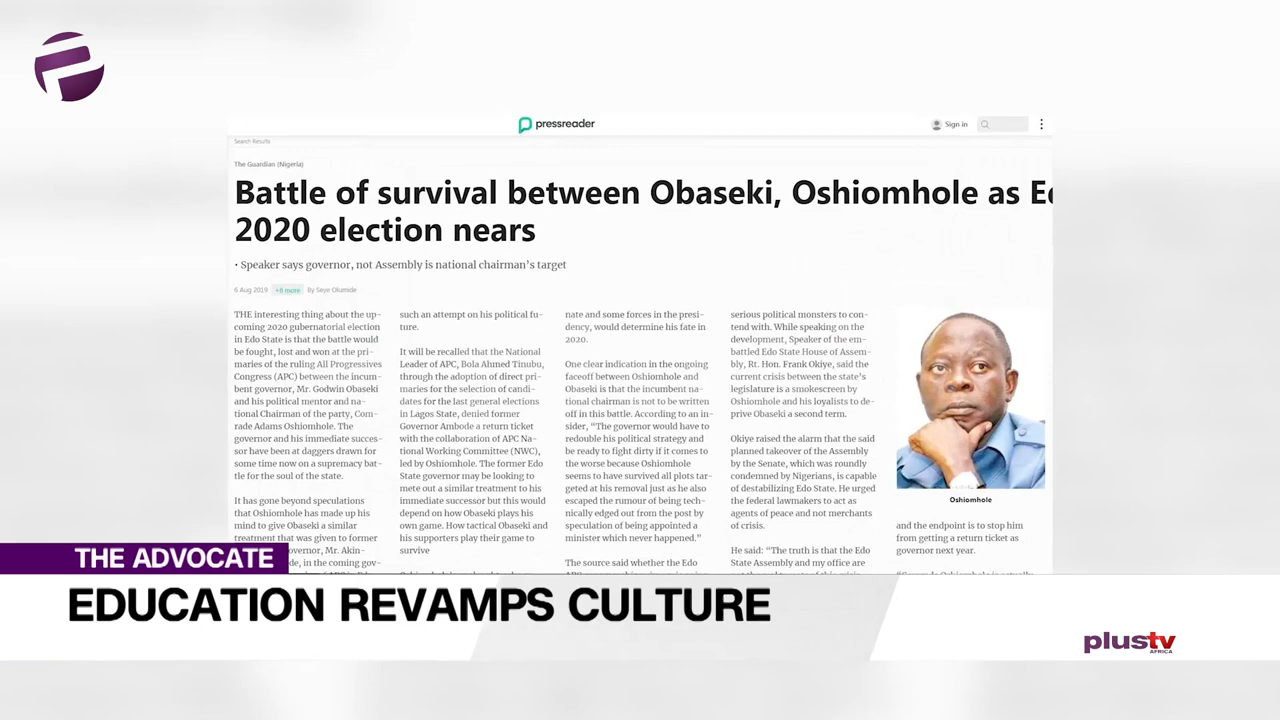 pressreader
Sign in
Search Results
The Guardian (Nigeria)
Battle of survival between Obaseki, Oshiomhole as
2020 election nears
• Speaker says governor, not Assembly is national chairman's target
6 Aug 2019 +8 more By Seye Olumide
THE interesting thing about the up-
coming 2020 gubernatorial election
in Edo State is that the battle would
be fought, lost and won at the pri-
maries of the ruling All Progressives
Congress (APC) between the incum-
bent governor, Mr. Godwin Obaseki
and his political mentor and na-
tional Chairman of the party, Com-
rade Adams Oshiomhole. The
governor and his immediate succes-
sor have been at daggers drawn for
some time now on a supremacy bat-
tle for the soul of the state.
It has gone beyond speculations
that Oshiomhole has made up his
mind to give Obaseki a similar
treatment that was given to former
overnor, Mr. Akin-
de, in the coming gov-
such an attempt on his political fu-
ture.
It will be recalled that the National
Leader of APC, Bola Ahmed Tinubu,
through the adoption of direct pri-
maries for the selection of candi-
dates for the last general elections
in Lagos State, denied former
Governor Ambode a return ticket
with the collaboration of APC Na-
tional Working Committee (NWC),
led by Oshiomhole. The former Edo
State governor may be looking to
mete out a similar treatment to his
immediate successor but this would
depend on how Obaseki plays his
own game. How tactical Obaseki and
his supporters play their game to
survive
nate and some forces in the presi-
dency, would determine his fate in
2020.
One clear indication in the ongoing
faceoff between Oshiomhole and
Obaseki is that the incumbent na-
tional chairman is not to be written
off in this battle. According to an in-
sider, “The governor would have to
redouble his political strategy and
be ready to fight dirty if it comes to
the worse because Oshiomhole
seems to have survived all plots tar-
geted at his removal just as he also
escaped the rumour of being tech-
nically edged out from the post by
speculation of being appointed a
minister which never happened.”
The source said whether the Edo
serious political monsters to con-
tend with. While speaking on the
development, Speaker of the em-
battled Edo State House of Assem-
bly, Rt. Hon. Frank Okiye, said the
current crisis between the state's
legislature is a smokescreen by
Oshiomhole and his loyalists to de-
prive Obaseki a second term.
Okiye raised the alarm that the said
planned takeover of the Assembly
by the Senate, which was roundly
condemned by Nigerians, is capable
of destabilizing Edo State. He urged
the federal lawmakers to act as
agents of peace and not merchants
of crisis.
He said: “The truth is that the Edo
State Assembly and my office are
Oshiomhole
and the endpoint is to stop him
from getting a return ticket as
governor next year.
THE ADVOCATE
EDUCATION REVAMPS CULTURE
plustv
AFRICA